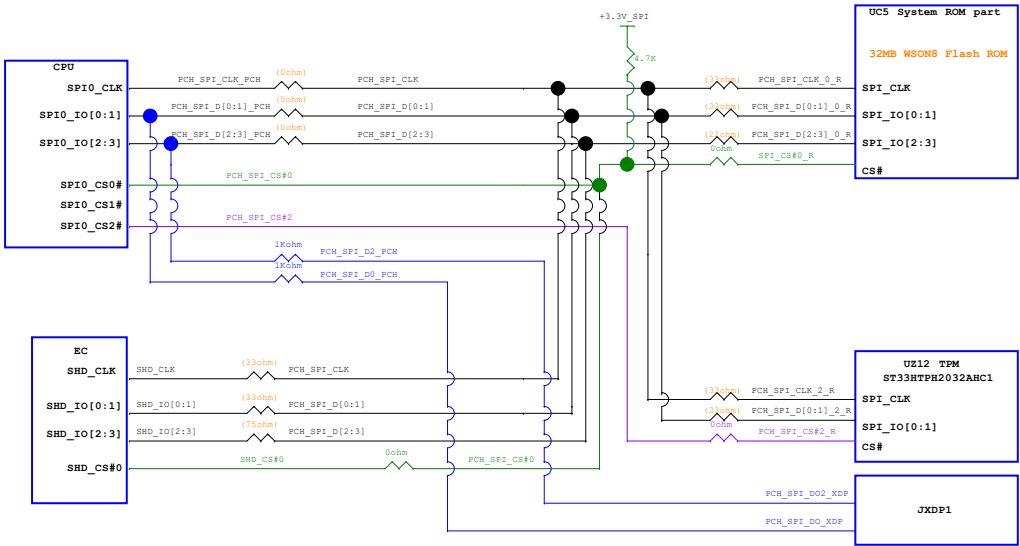 +3.3V_SPI
4.7K
UC5 System ROM part
32MB WSON8 Flash ROM
SPI_CLK
SPI_IO[0:1]
SPI_IO[2:3]
CS#
CPU
SPI0_CLK
SPI0_IO[0:1]
SPI0_IO[2:3]
SPI0_CS0#
SPI0_CS1#
SPI0_CS2#
PCH_SPI_CLK_PCH
(0ohm)
PCH_SPI_CLK
(33ohm)
PCH_SPI_CLK_0_R
PCH_SPI_D[0:1]_PCH
(0ohm)
PCH_SPI_D[0:1]
(33ohm)
PCH_SPI_D[0:1]_0_R
PCH_SPI_D[2:3]_PCH
(0ohm)
PCH_SPI_D[2:3]
(22ohm)
PCH_SPI_D[2:3]_0_R
0ohm
SPI_CS#0_R
PCH_SPI_CS#0
PCH_SPI_CS#2
1Kohm
PCH_SPI_D2_PCH
1Kohm
PCH_SPI_D0_PCH
EC
SHD_CLK
SHD_IO[0:1]
SHD_IO[2:3]
SHD_CS#0
SHD_CLK
(33ohm)
PCH_SPI_CLK
SHD_IO[0:1]
(33ohm)
PCH_SPI_D[0:1]
SHD_IO[2:3]
(75ohm)
PCH_SPI_D[2:3]
SHD_CS#0
0ohm
PCH_SPI_CS#0
UZ12 TPM
ST33HTPH2032AHC1
SPI_CLK
SPI_IO[0:1]
CS#
(33ohm)
PCH_SPI_CLK_2_R
(33ohm)
PCH_SPI_D[0:1]_2_R
0ohm
PCH_SPI_CS#2_R
PCH_SPI_DO2_XDP
PCH_SPI_DO_XDP
JXDP1